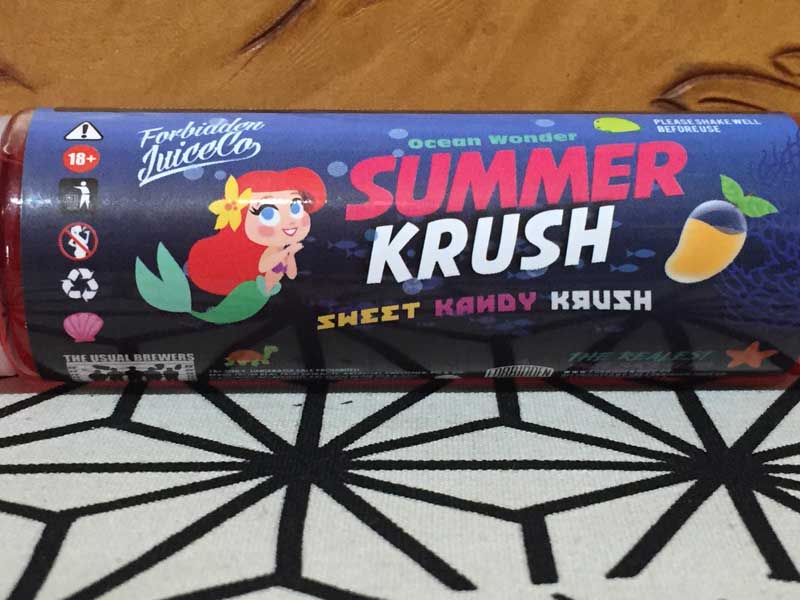 Forbidden
JuiceCo
18+
THE USUAL BREWERS
Ocean Wonder
SUMMER
KRUSH
SWEET KANDY KRUSH
PLEASE SHAKE WELL
BEFORE USE
THE REALEST
FORBIDDEN